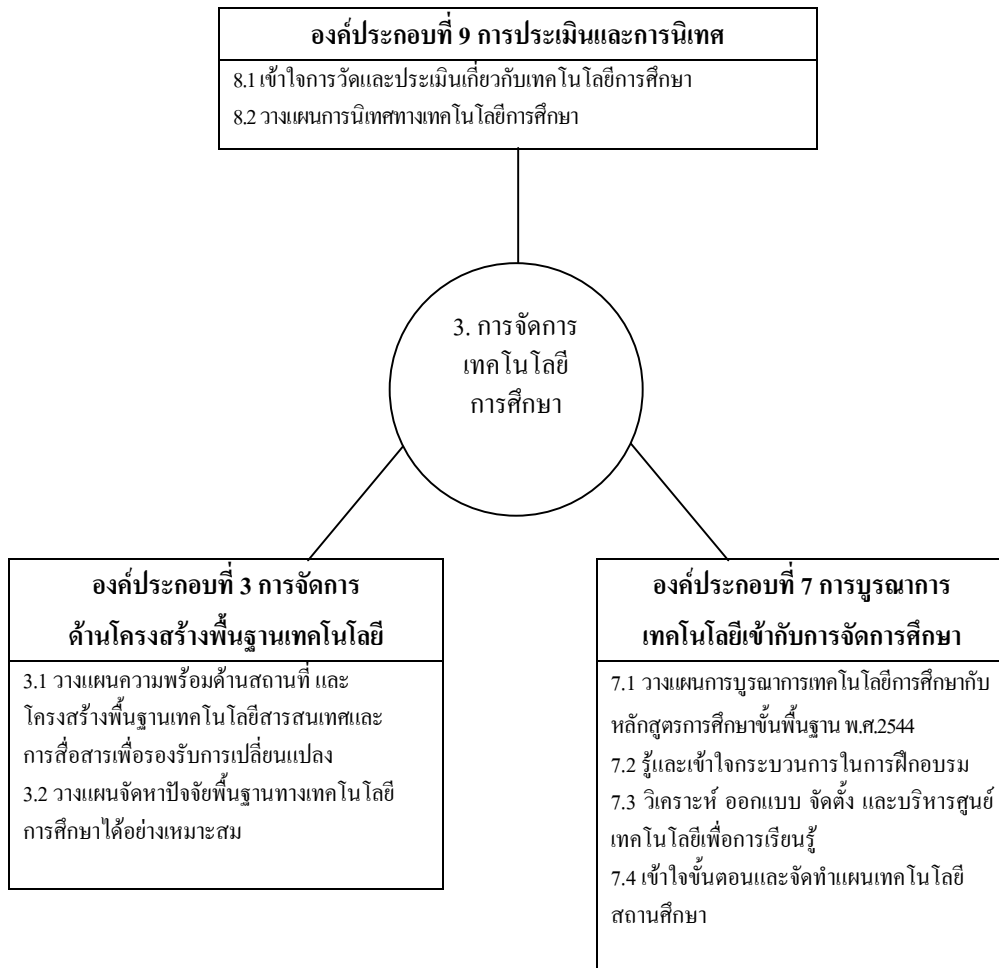 องค์ประกอบที่ 9 การประเมินและการนิเทศ
8.1 เข้าใจการวัดและประเมินเกี่ยวกับเทคโนโลยีการศึกษา
8.2 วางแผนการนิเทศทางเทคโนโลยีการศึกษา
3. การจัดการ
เทคโนโลยี
การศึกษา
องค์ประกอบที่ 3 การจัดการ
ด้านโครงสร้างพื้นฐานเทคโนโลยี
3.1 วางแผนความพร้อมด้านสถานที่ และ
โครงสร้างพื้นฐานเทคโนโลยีสารสนเทศและ
การสื่อสารเพื่อรองรับการเปลี่ยนแปลง
3.2 วางแผนจัดหาปัจจัยพื้นฐานทางเทคโนโลยี
การศึกษาได้อย่างเหมาะสม
องค์ประกอบที่ 7 การบูรณาการ
เทคโนโลยีเข้ากับการจัดการศึกษา
7.1 วางแผนการบูรณาการเทคโนโลยีการศึกษากับ
หลักสูตรการศึกษาขั้นพื้นฐาน พ.ศ.2544
7.2 รู้และเข้าใจกระบวนการในการฝึกอบรม
7.3 วิเคราะห์ ออกแบบ จัดตั้ง และบริหารศูนย์
เทคโนโลยีเพื่อการเรียนรู้
7.4 เข้าใจขั้นตอนและจัดทำแผนเทคโนโลยี
สถานศึกษา